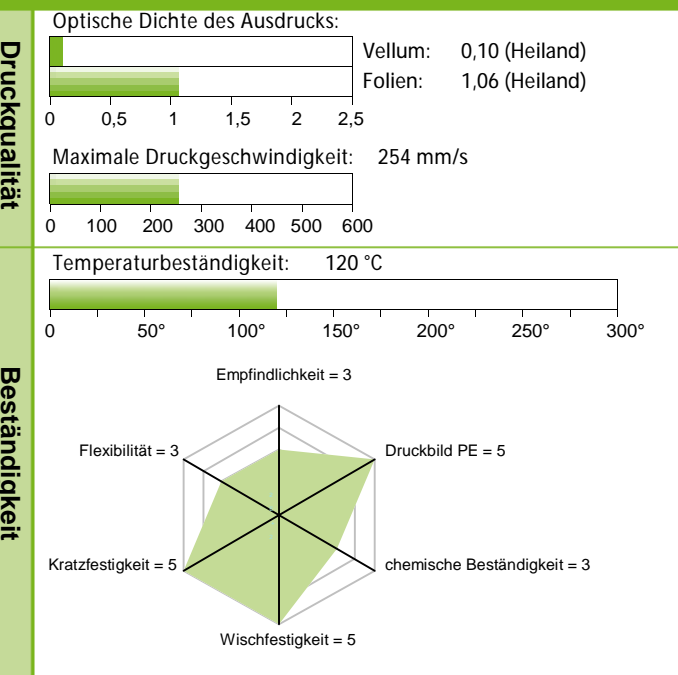 Druckqualität
Optische Dichte des Ausdrucks:
Vellum: 0,10 (Heiland)
Folien: 1,06 (Heiland)
0 0,5 1 1,5 2 2,5
Maximale Druckgeschwindigkeit: 254 mm/s
0 100 200 300 400 500 600
Beständigkeit
Temperaturbeständigkeit: 120 °C
0 50° 100° 150° 200° 250° 300°
Empfindlichkeit = 3
Flexibilität = 3
Druckbild PE = 5
Kratzfestigkeit = 5
chemische Beständigkeit = 3
Wischfestigkeit = 5